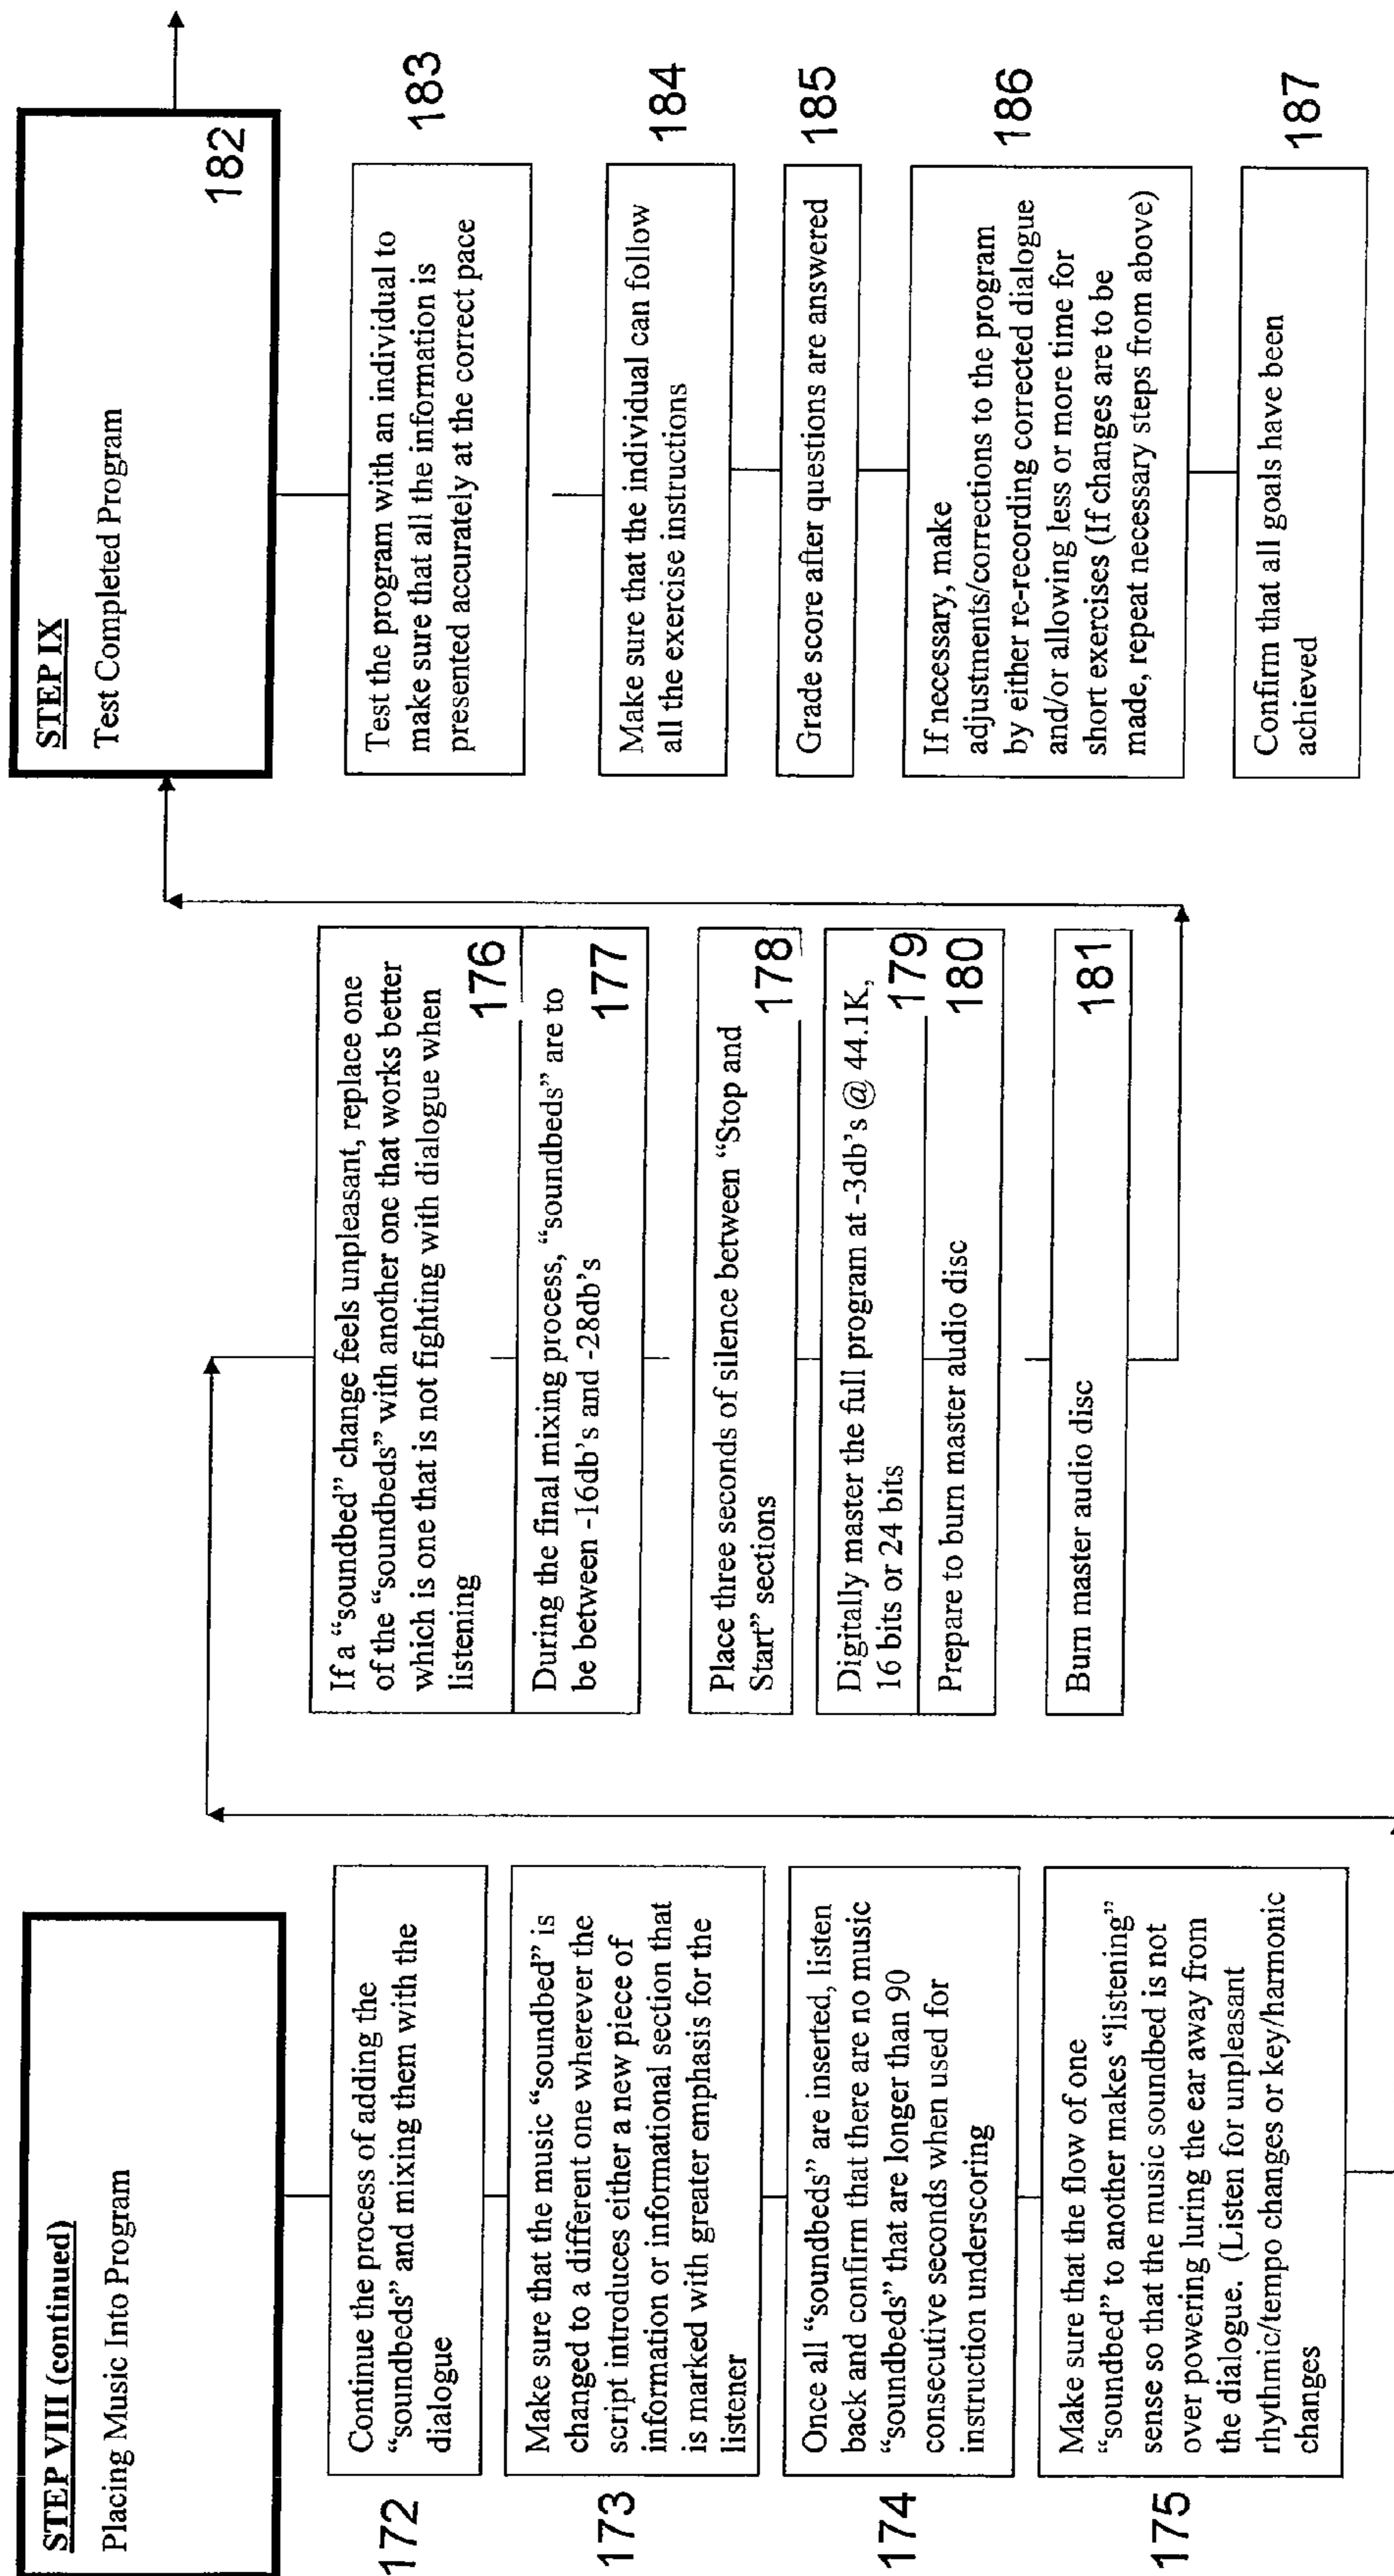 STEP VIII (continued)
Placing Music Into Program
172
Continue the process of adding the
“soundbeds” and mixing them with the
dialogue
173
Make sure that the music “soundbed” is
changed to a different one wherever the
script introduces either a new piece of
information or informational section that
is marked with greater emphasis for the
listener
174
Once all “soundbeds” are inserted, listen
back and confirm that there are no music
“soundbeds” that are longer than 90
consecutive seconds when used for
instruction underscoring
175
Make sure that the flow of one
“soundbed” to another makes “listening”
sense so that the music soundbed is not
over powering luring the ear away from
the dialogue. (Listen for unpleasant
rhythmic/tempo changes or key/harmonic
changes
If a “soundbed” change feels unpleasant, replace one
of the “soundbeds” with another one that works better
which is one that is not fighting with dialogue when
listening
176
During the final mixing process, “soundbeds” are to
be between -16db's and -28db's
177
Place three seconds of silence between “Stop and
Start” sections
178
Digitally master the full program at -3db's @ 44.1K,
16 bits or 24 bits
179
Prepare to burn master audio disc
180
Burn master audio disc
181
STEP IX
Test Completed Program
182
Test the program with an individual to
make sure that all the information is
presented accurately at the correct pace
183
Make sure that the individual can follow
all the exercise instructions
184
Grade score after questions are answered
185
If necessary, make
adjustments/corrections to the program
by either re-recording corrected dialogue
and/or allowing less or more time for
short exercises (If changes are to be
made, repeat necessary steps from above)
186
Confirm that all goals have been
achieved
187